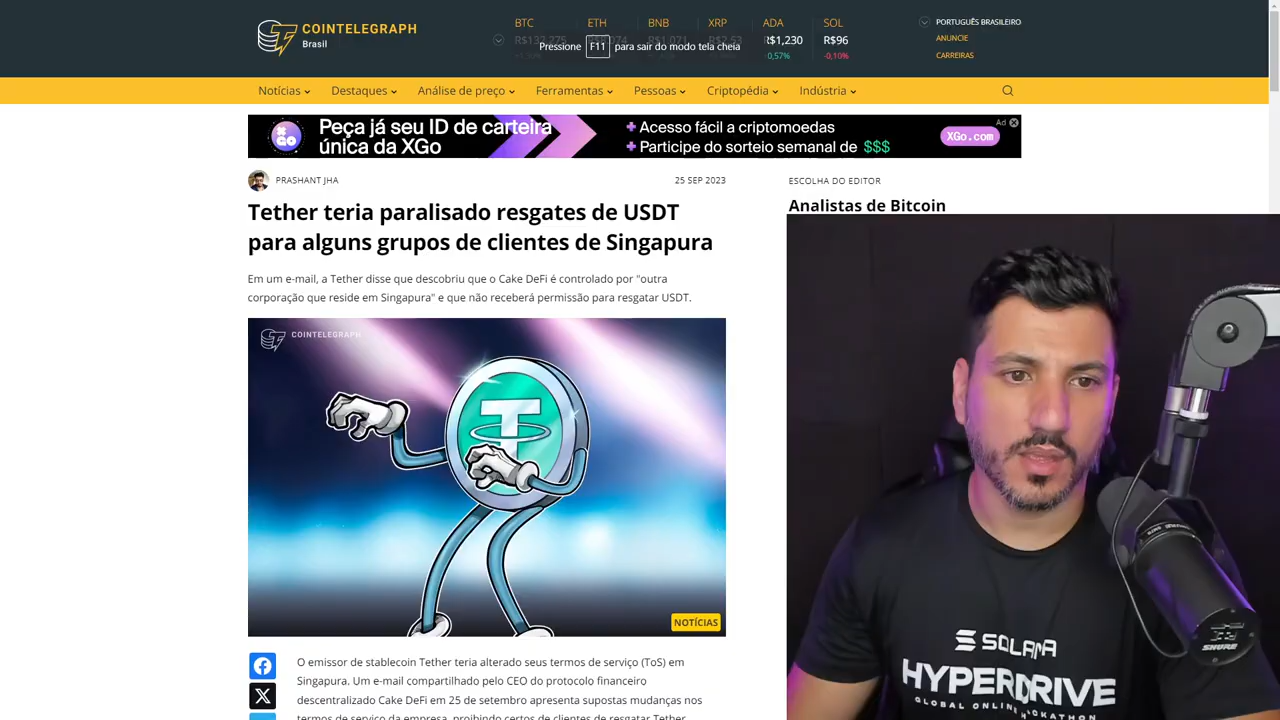 COINTELEGRAPH
Brasil
BTC ETH BNB XRP ADA SOL
R$132,275 R$1,071 R$2,53 R$1,230 R$96
-0,57% -0,10%
Pressione F11 para sair do modo tela cheia
PORTUGUÊS BRASILEIRO
ANUNCIE
CARREIRAS
Notícias Destaques Análise de preço Ferramentas Pessoas Criptopédia Indústria
XGO
Peça já seu ID de carteira
única da XGo
+ Acesso fácil a criptomoedas
+ Participe do sorteio semanal de $$$
XGo.com
Ad
PRASHANT JHA
25 SEP 2023
Tether teria paralisado resgates de USDT
para alguns grupos de clientes de Singapura
Em um e-mail, a Tether disse que descobriu que o Cake DeFi é controlado por "outra
corporação que reside em Singapura" e que não receberá permissão para resgatar USDT.
COINTELEGRAPH
NOTÍCIAS
O emissor de stablecoin Tether teria alterado seus termos de serviço (ToS) em
Singapura. Um e-mail compartilhado pelo CEO do protocolo financeiro
descentralizado Cake DeFi em 25 de setembro apresenta supostas mudanças nos
termos de serviço da empresa, proibindo certos de clientes de resgatar Tether
ESCOLHA DO EDITOR
Analistas de Bitcoin
SHURE
SOLANA
HYPERDRIVE
GLOBAL ONLINE HACKATHON